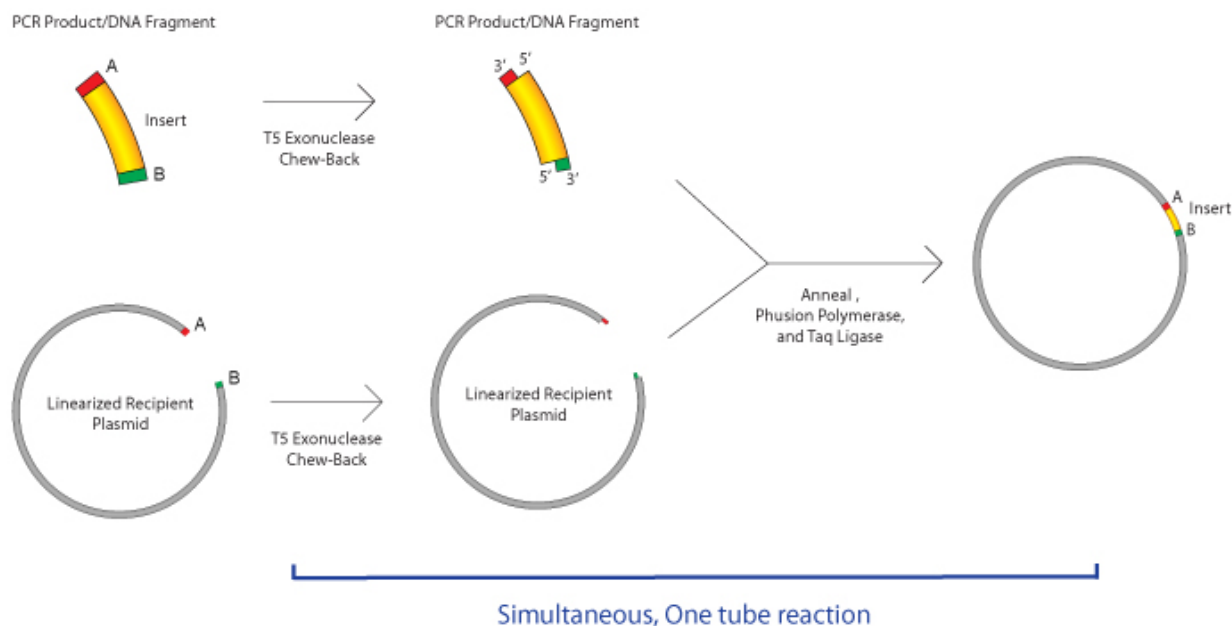 PCR Product/DNA Fragment
A
Insert
B
T5 Exonuclease
Chew-Back
PCR Product/DNA Fragment
3’
5’
5’
3’
A
B
Linearized Recipient
Plasmid
T5 Exonuclease
Chew-Back
Linearized Recipient
Plasmid
Anneal ,
Phusion Polymerase,
and Taq Ligase
A
Insert
B
Simultaneous, One tube reaction